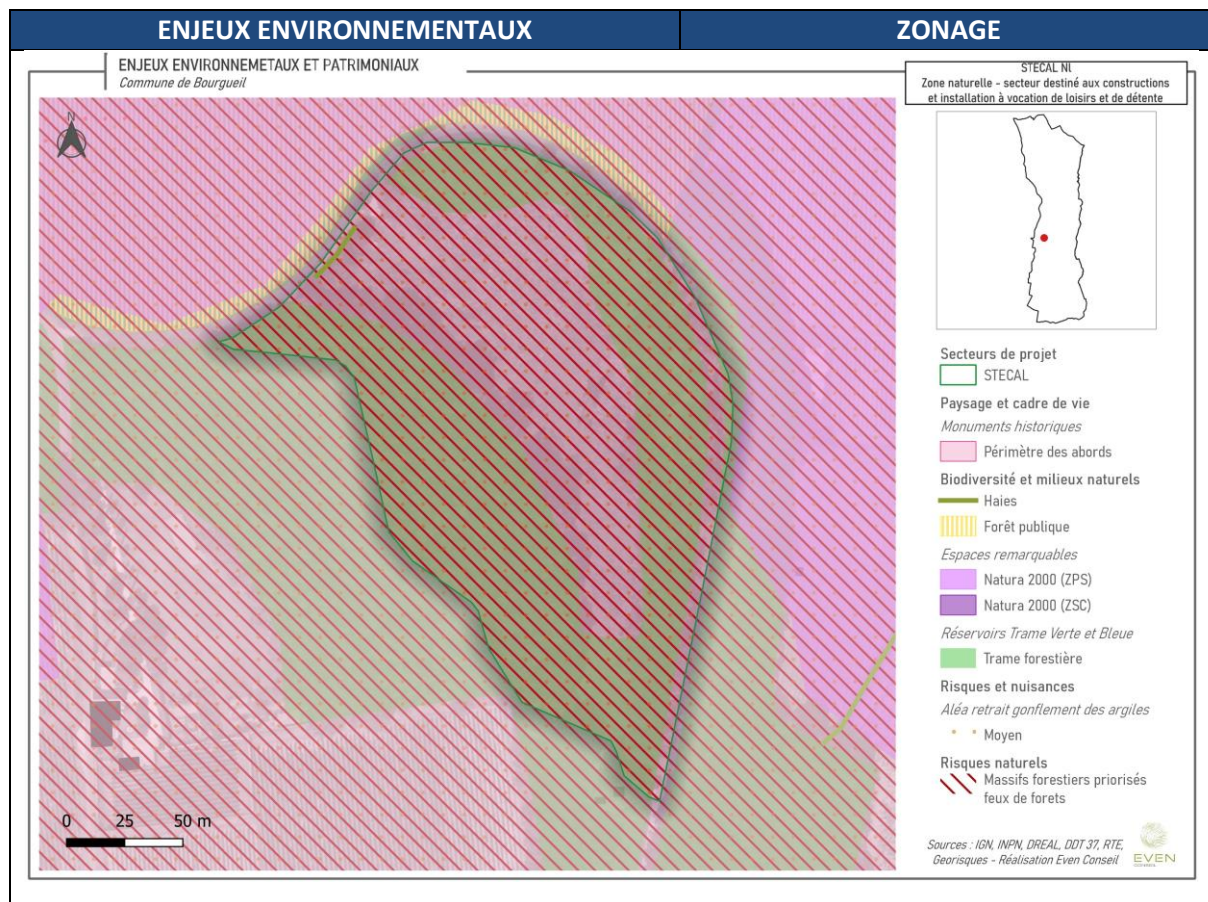 ENJEUX ENVIRONNEMENTAUX
ZONAGE
ENJEUX ENVIRONNEMETAUX ET PATRIMONIAUX
Commune de Bourgueil
STECAL Nl
Zone naturelle - secteur destiné aux constructions
et installation à vocation de loisirs et de détente
N
Secteurs de projet
STECAL
Paysage et cadre de vie
Monuments historiques
Périmètre des abords
Biodiversité et milieux naturels
Haies
Forêt publique
Espaces remarquables
Natura 2000 (ZPS)
Natura 2000 (ZSC)
Réservoirs Trame Verte et Bleue
Trame forestière
Risques et nuisances
Aléa retrait gonflement des argiles
Moyen
Risques naturels
Massifs forestiers priorisés
feux de forets
0 25 50 m
Sources : IGN, INPN, DREAL, DDT 37, RTE,
Georisques - Réalisation Even Conseil
EVEN